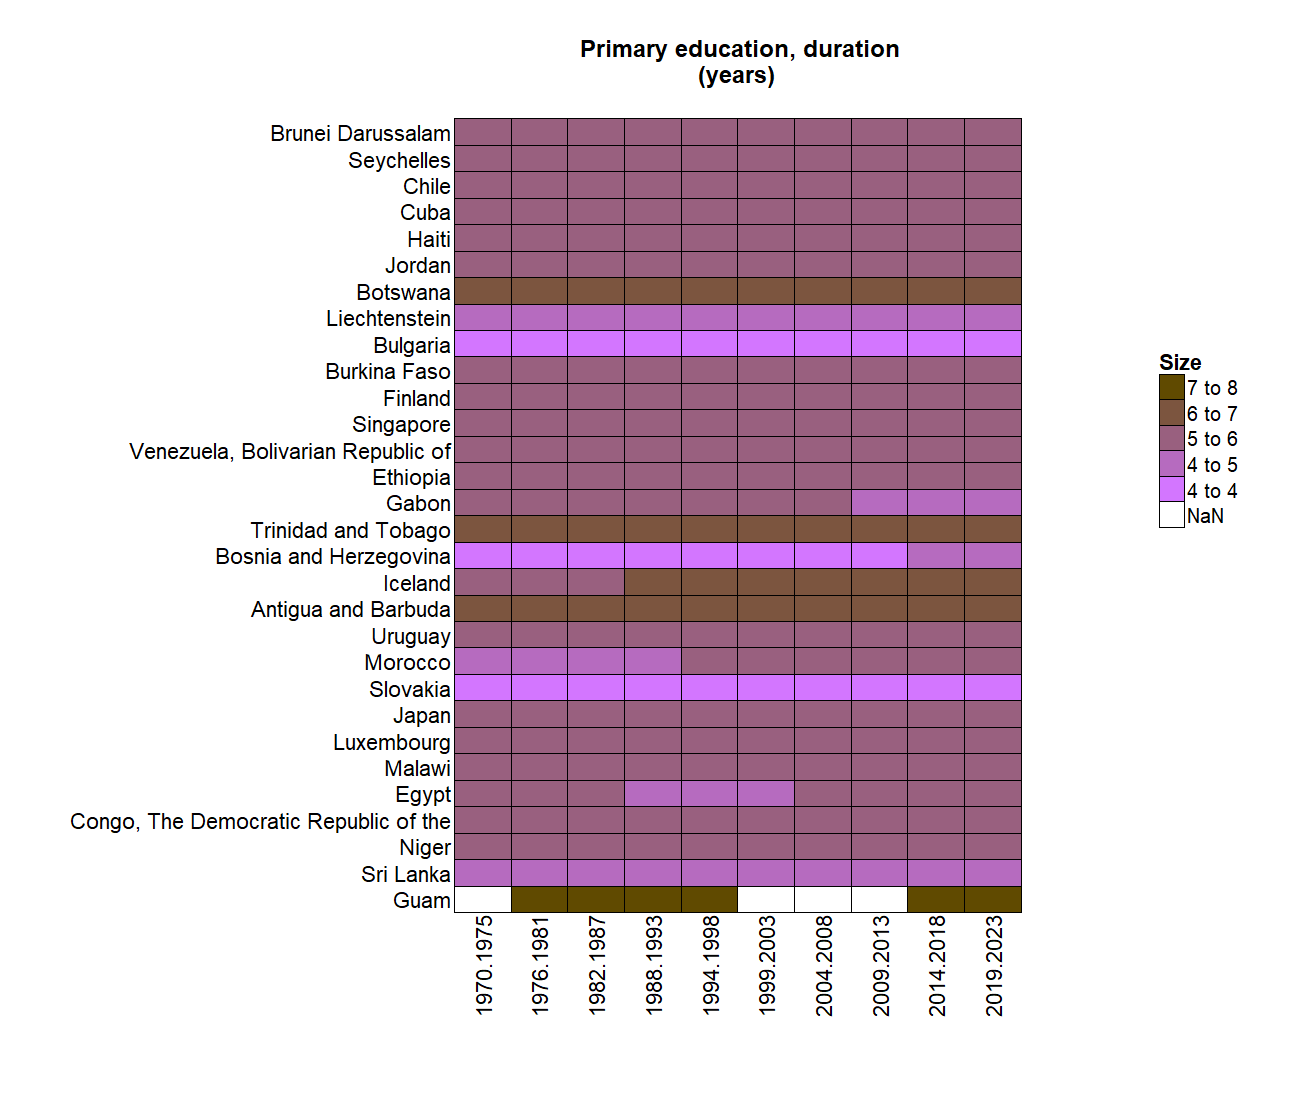 Primary education, duration
(years)
Brunei Darussalam
Seychelles
Chile
Cuba
Haiti
Jordan
Botswana
Liechtenstein
Bulgaria
Burkina Faso
Finland
Singapore
Venezuela, Bolivarian Republic of
Ethiopia
Gabon
Trinidad and Tobago
Bosnia and Herzegovina
Iceland
Antigua and Barbuda
Uruguay
Morocco
Slovakia
Japan
Luxembourg
Malawi
Egypt
Congo, The Democratic Republic of the
Niger
Sri Lanka
Guam
1970.1975
1976.1981
1982.1987
1988.1993
1994.1998
1999.2003
2004.2008
2009.2013
2014.2018
2019.2023
Size
7 to 8
6 to 7
5 to 6
4 to 5
4 to 4
NaN